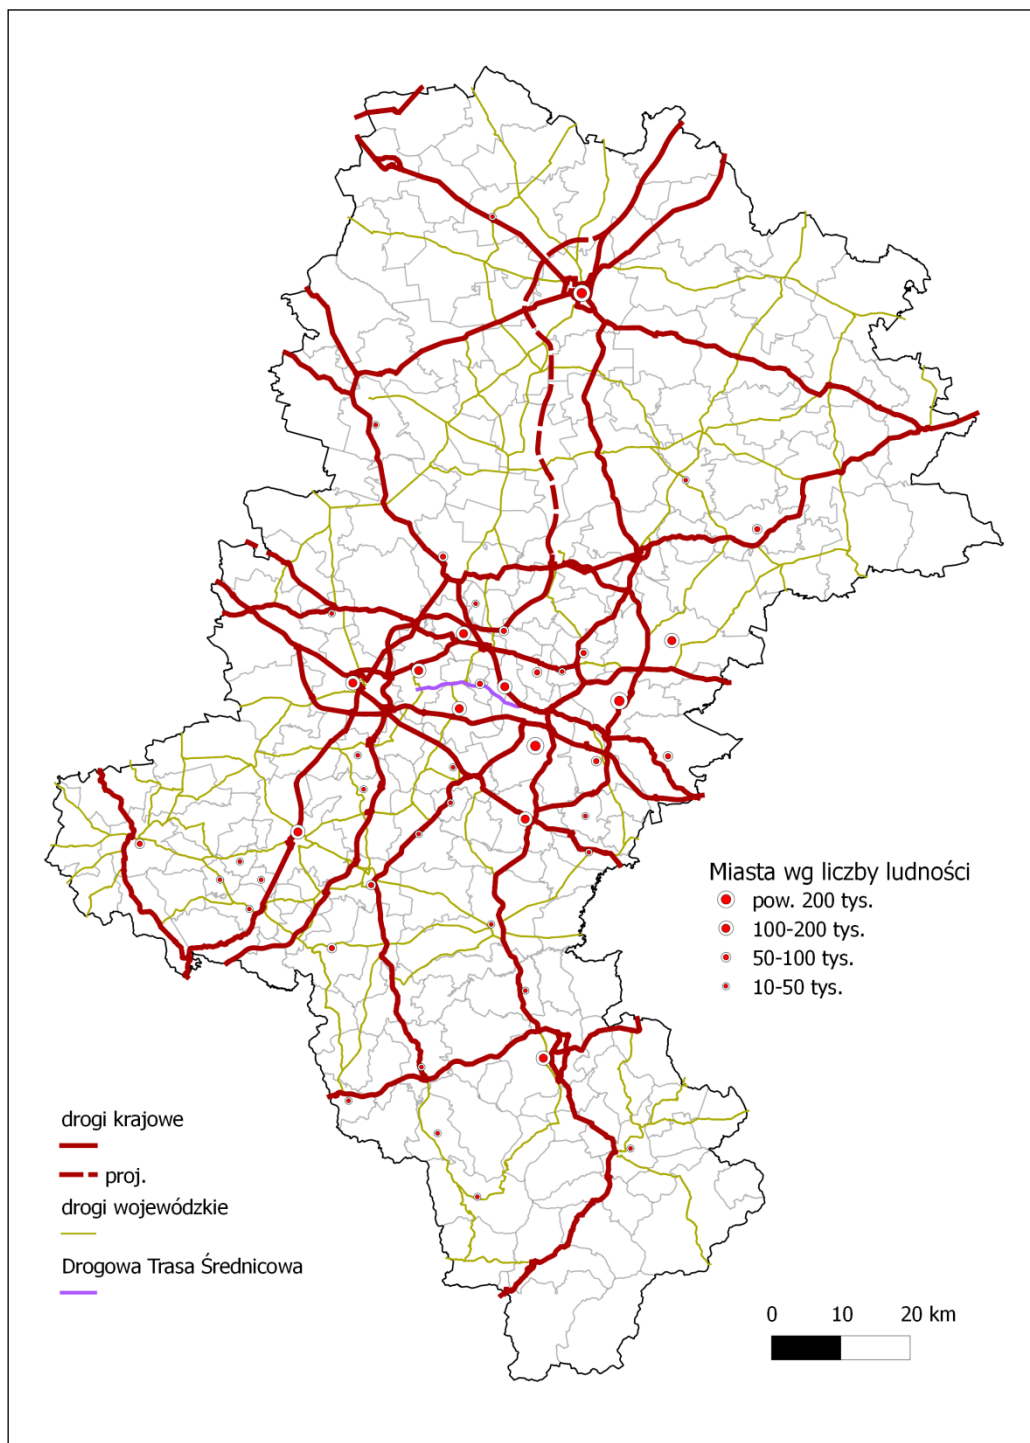 Miasta wg liczby ludności
pow. 200 tys.
100-200 tys.
50-100 tys.
10-50 tys.
drogi krajowe
proj.
drogi wojewódzkie
Drogowa Trasa Średnicowa
0 10 20 km